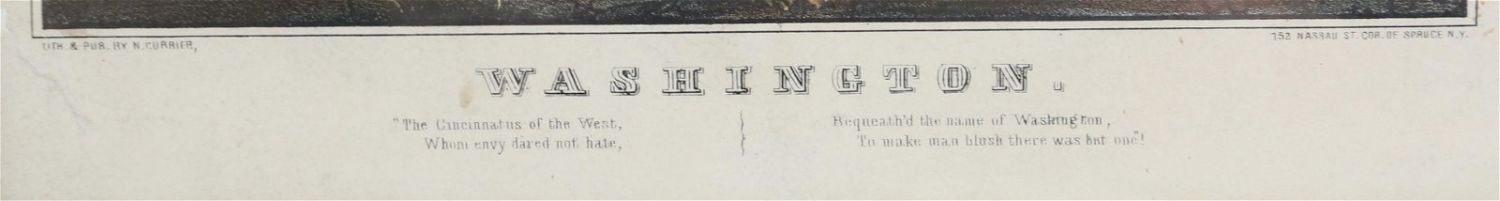 LITH. & PUB. BY N. CURRIER,
152 NASSAU ST. COR. OF SPRUCE N.Y.
WASHINGTON.
"The Cincinnatus of the West,
Whom envy dared not hate,
Bequeath'd the name of Washington,
To make man blush there was but one"!